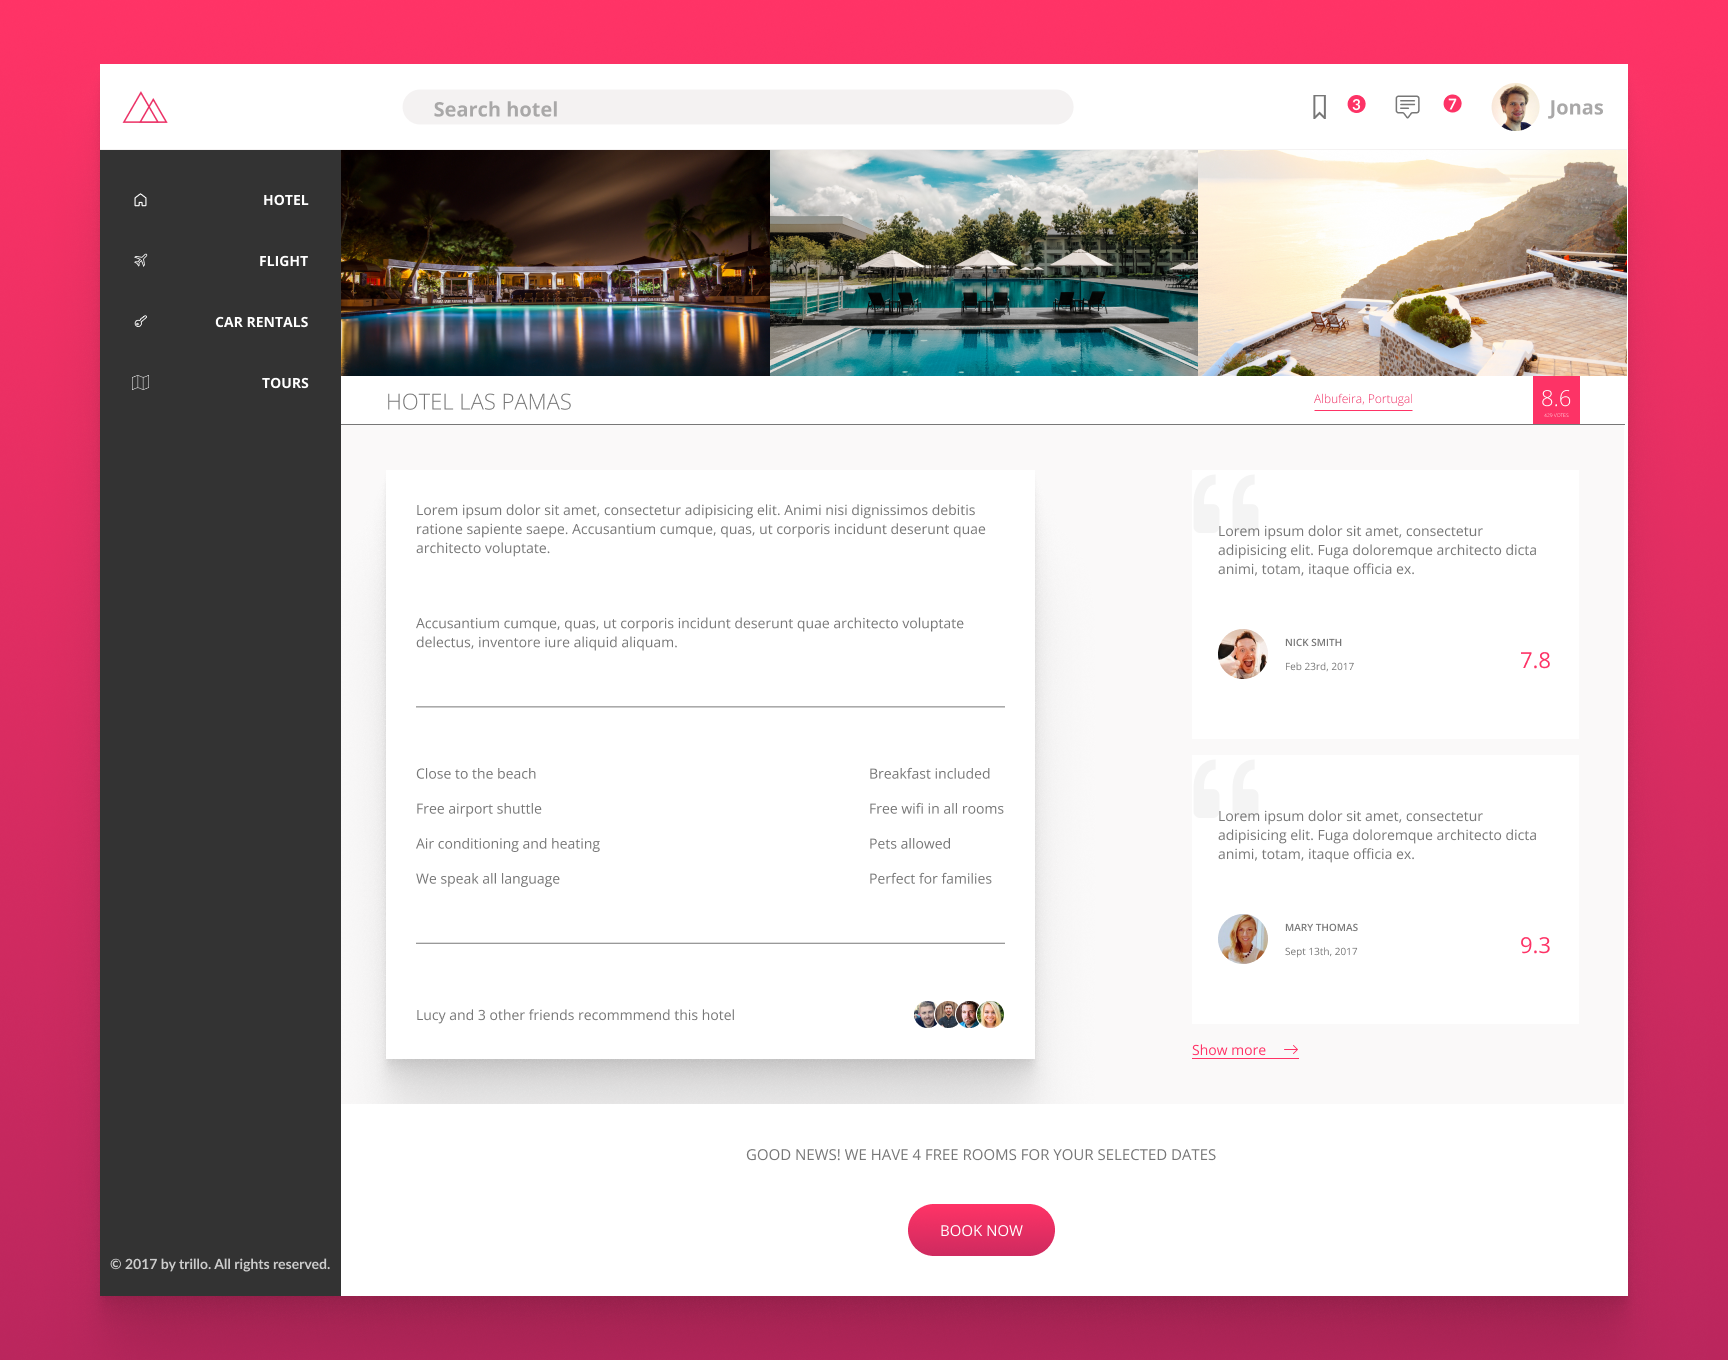 Search hotel
3
7
Jonas
HOTEL
FLIGHT
CAR RENTALS
TOURS
HOTEL LAS PAMAS
Albufeira, Portugal
8.6
Lorem ipsum dolor sit amet, consectetur adipisicing elit. Animi nisi dignissimos debitis
ratione sapiente saepe. Accusantium cumque, quas, ut corporis incidunt deserunt quae
architecto voluptate.
Accusantium cumque, quas, ut corporis incidunt deserunt quae architecto voluptate
delectus, inventore iure aliquid aliquam.
Close to the beach
Breakfast included
Free airport shuttle
Free wifi in all rooms
Air conditioning and heating
Pets allowed
We speak all language
Perfect for families
Lucy and 3 other friends recommmend this hotel
“
Lorem ipsum dolor sit amet, consectetur
adipisicing elit. Fuga doloremque architecto dicta
animi, totam, itaque officia ex.
NICK SMITH
Feb 23rd, 2017
7.8
“
Lorem ipsum dolor sit amet, consectetur
adipisicing elit. Fuga doloremque architecto dicta
animi, totam, itaque officia ex.
MARY THOMAS
Sept 13th, 2017
9.3
Show more →
GOOD NEWS! WE HAVE 4 FREE ROOMS FOR YOUR SELECTED DATES
BOOK NOW
© 2017 by trillo. All rights reserved.